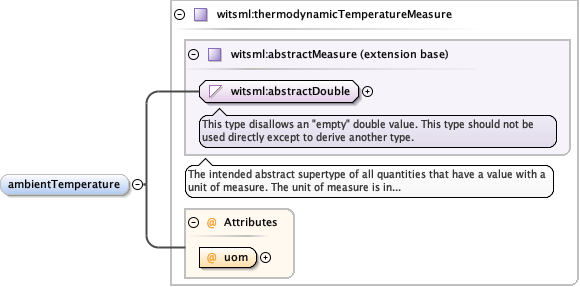 witsml:thermodynamicTemperatureMeasure
witsml:abstractMeasure (extension base)
witsml:abstractDouble
This type disallows an "empty" double value. This type should not be
used directly except to derive another type.
ambientTemperature
The intended abstract supertype of all quantities that have a value with a
unit of measure. The unit of measure is in...
@ Attributes
@ uom